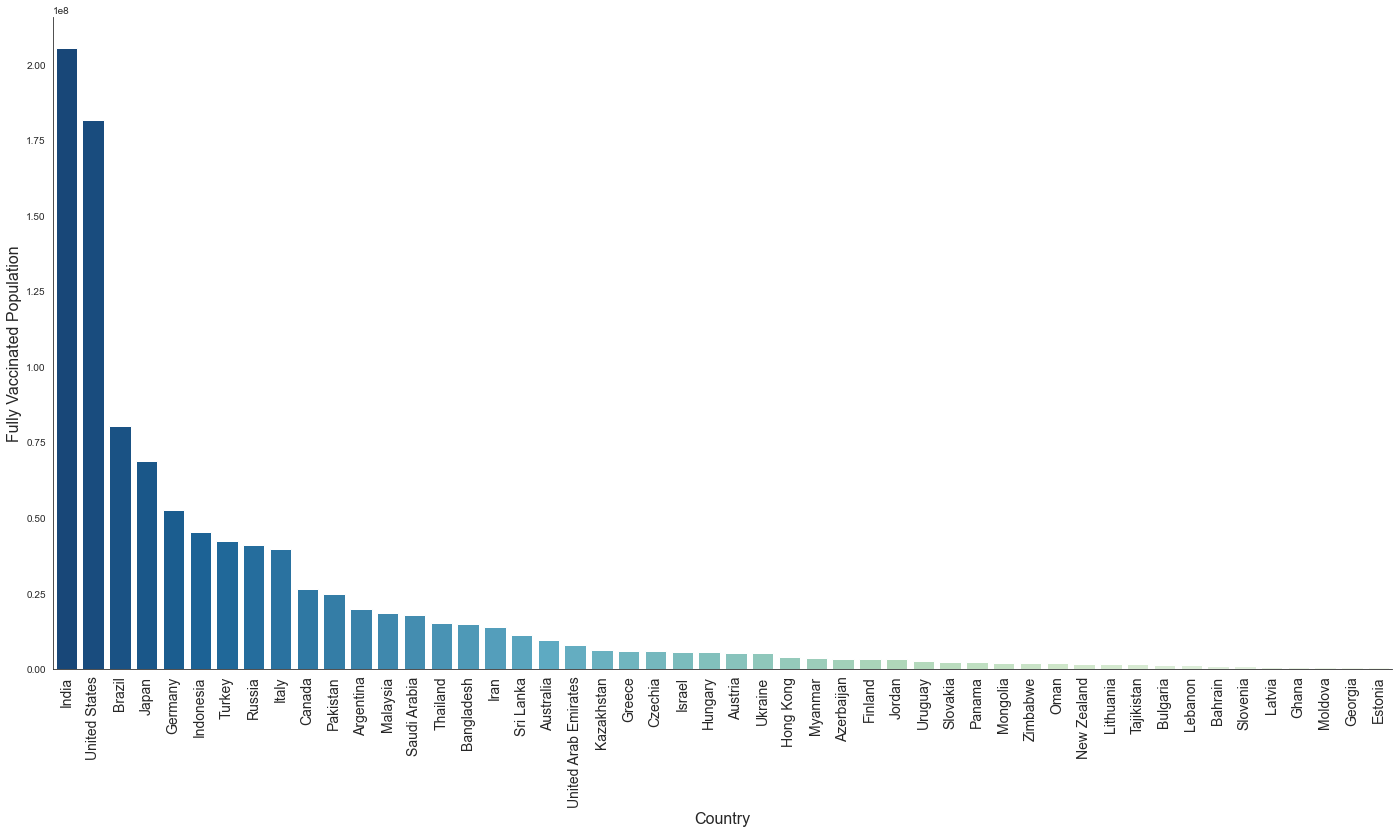 1e8
2.00
1.75
1.50
1.25
1.00
0.75
0.50
0.25
0.00
Fully Vaccinated Population
India
United States
Brazil
Japan
Germany
Indonesia
Turkey
Russia
Italy
Canada
Pakistan
Argentina
Malaysia
Saudi Arabia
Thailand
Bangladesh
Iran
Sri Lanka
Australia
United Arab Emirates
Kazakhstan
Greece
Czechia
Israel
Hungary
Austria
Ukraine
Hong Kong
Myanmar
Azerbaijan
Finland
Jordan
Uruguay
Slovakia
Panama
Mongolia
Zimbabwe
Oman
New Zealand
Lithuania
Tajikistan
Bulgaria
Lebanon
Bahrain
Slovenia
Latvia
Ghana
Moldova
Georgia
Estonia
Country